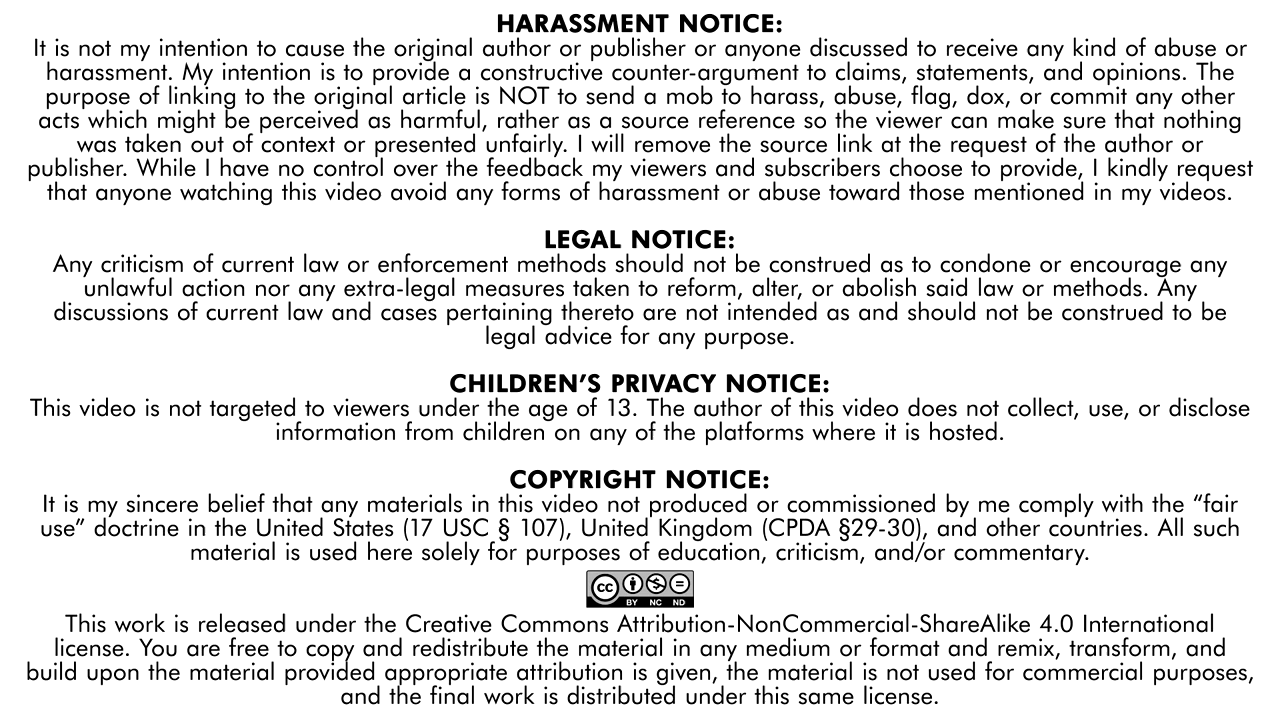 HARASSMENT NOTICE:
It is not my intention to cause the original author or publisher or anyone discussed to receive any kind of abuse or
harassment. My intention is to provide a constructive counter-argument to claims, statements, and opinions. The
purpose of linking to the original article is NOT to send a mob to harass, abuse, flag, dox, or commit any other
acts which might be perceived as harmful, rather as a source reference so the viewer can make sure that nothing
was taken out of context or presented unfairly. I will remove the source link at the request of the author or
publisher. While I have no control over the feedback my viewers and subscribers choose to provide, I kindly request
that anyone watching this video avoid any forms of harassment or abuse toward those mentioned in my videos.
LEGAL NOTICE:
Any criticism of current law or enforcement methods should not be construed as to condone or encourage any
unlawful action nor any extra-legal measures taken to reform, alter, or abolish said law or methods. Any
discussions of current law and cases pertaining thereto are not intended as and should not be construed to be
legal advice for any purpose.
CHILDREN’S PRIVACY NOTICE:
This video is not targeted to viewers under the age of 13. The author of this video does not collect, use, or disclose
information from children on any of the platforms where it is hosted.
COPYRIGHT NOTICE:
It is my sincere belief that any materials in this video not produced or commissioned by me comply with the “fair
use” doctrine in the United States (17 USC § 107), United Kingdom (CPDA §29-30), and other countries. All such
material is used here solely for purposes of education, criticism, and/or commentary.
cc
BY NC ND
This work is released under the Creative Commons Attribution-NonCommercial-ShareAlike 4.0 International
license. You are free to copy and redistribute the material in any medium or format and remix, transform, and
build upon the material provided appropriate attribution is given, the material is not used for commercial purposes,
and the final work is distributed under this same license.